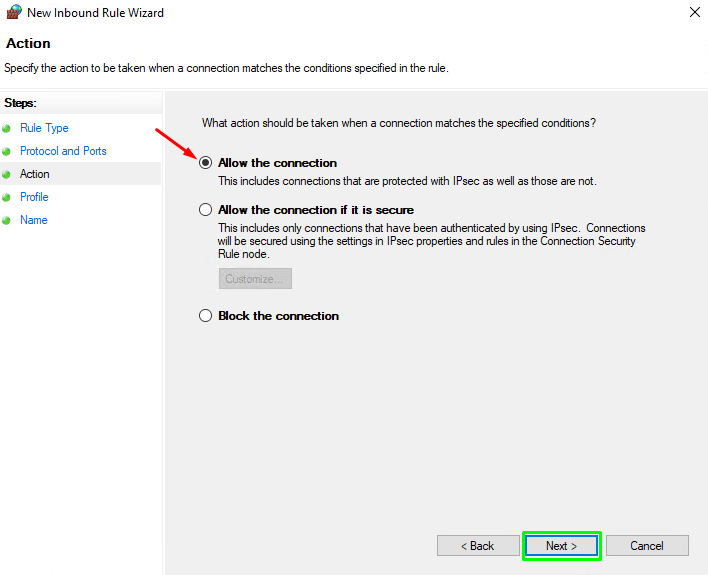 New Inbound Rule Wizard
Action
Specify the action to be taken when a connection matches the conditions specified in the rule.
Steps:
Rule Type
Protocol and Ports
Action
Profile
Name
What action should be taken when a connection matches the specified conditions?
Allow the connection
This includes connections that are protected with IPsec as well as those are not.
Allow the connection if it is secure
This includes only connections that have been authenticated by using IPsec. Connections
will be secured using the settings in IPsec properties and rules in the Connection Security
Rule node.
Customize...
Block the connection
< Back
Next >
Cancel